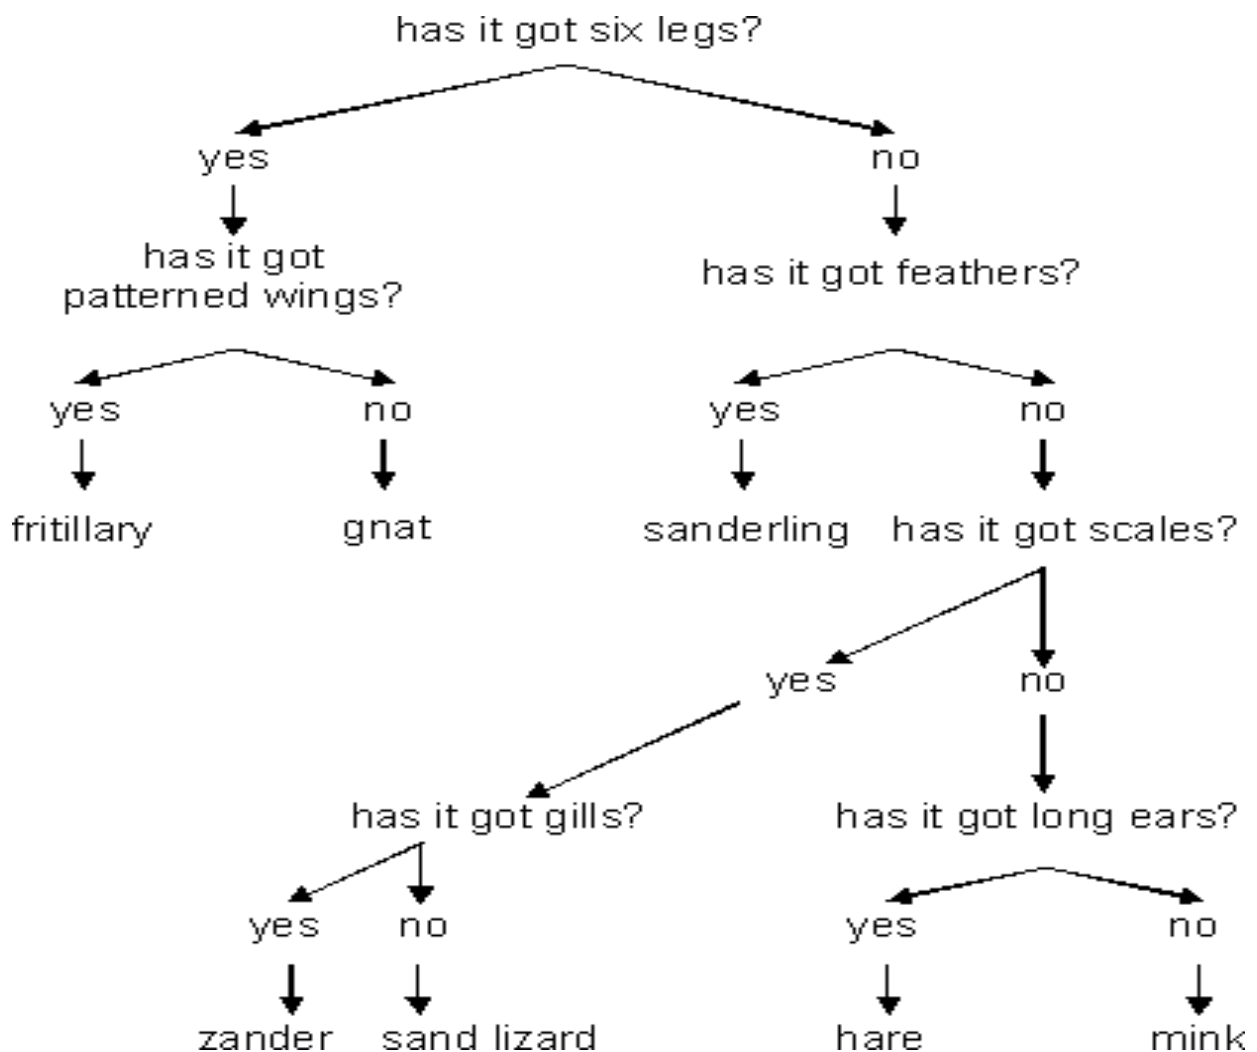 has it got six legs?
yes
no
has it got
patterned wings?
has it got feathers?
yes
no
yes
no
fritillary
gnat
sanderling
has it got scales?
yes
no
has it got gills?
has it got long ears?
yes
no
yes
no
zander
sand lizard
hare
mink